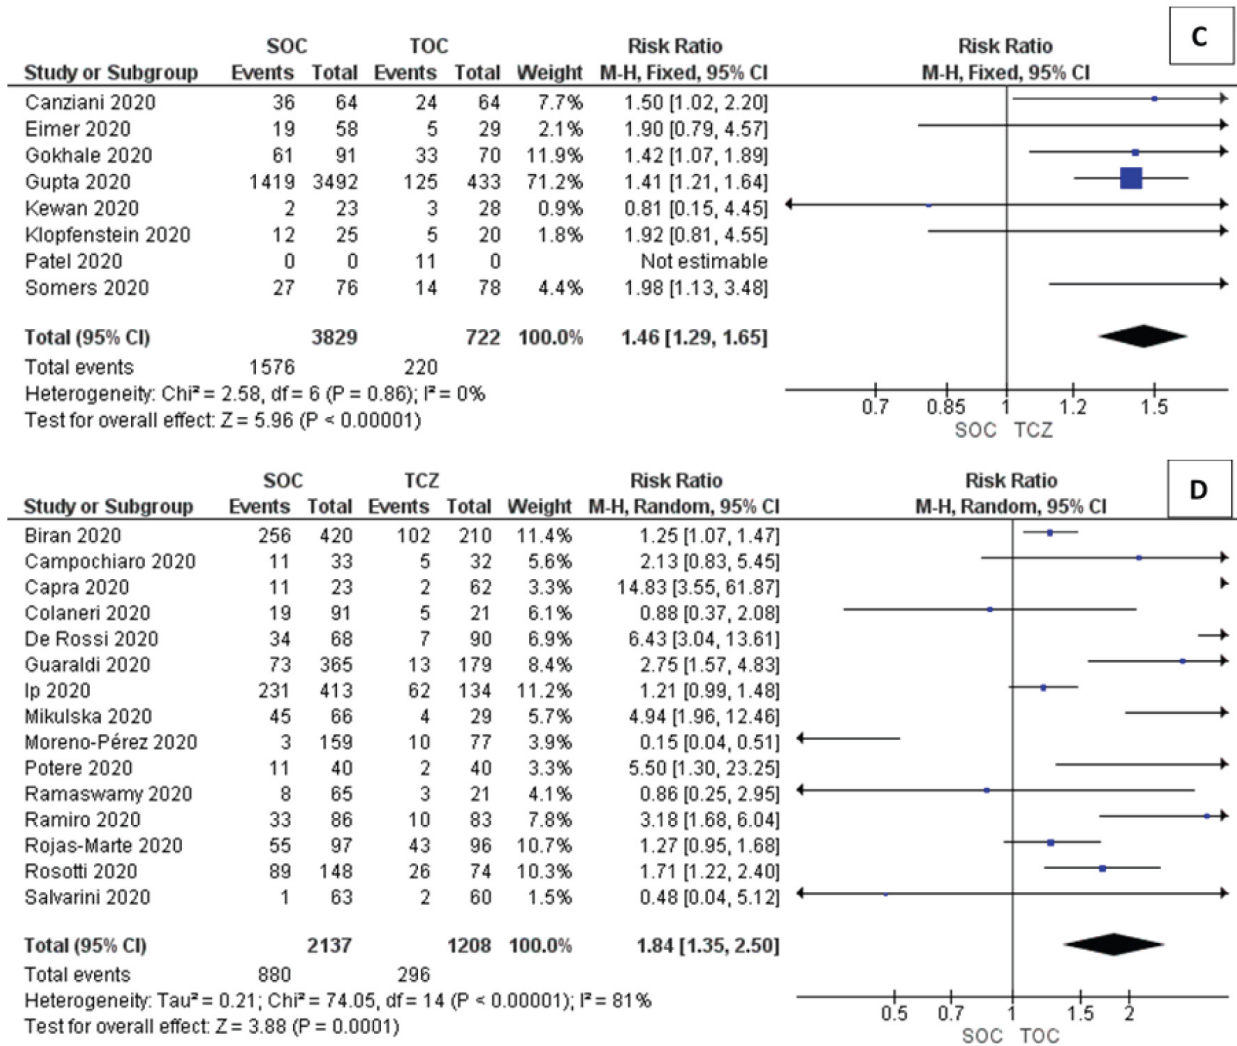 C
SOC TOC Risk Ratio Risk Ratio
Study or Subgroup Events Total Events Total Weight M-H, Fixed, 95% CI M-H, Fixed, 95% CI
Canziani 2020 36 64 24 64 7.7% 1.50 [1.02, 2.20]
Eimer 2020 19 58 5 29 2.1% 1.90 [0.79, 4.57]
Gokhale 2020 61 91 33 70 11.9% 1.42 [1.07, 1.89]
Gupta 2020 1419 3492 125 433 71.2% 1.41 [1.21, 1.64]
Kewan 2020 2 23 3 28 0.9% 0.81 [0.15, 4.45]
Klopfenstein 2020 12 25 5 20 1.8% 1.92 [0.81, 4.55]
Patel 2020 0 0 11 0 Not estimable
Somers 2020 27 76 14 78 4.4% 1.98 [1.13, 3.48]
Total (95% CI) 3829 722 100.0% 1.46 [1.29, 1.65]
Total events 1576 220
Heterogeneity: Chi² = 2.58, df = 6 (P = 0.86); I² = 0%
Test for overall effect: Z = 5.96 (P < 0.00001)
0.7 0.85 1 1.2 1.5
SOC TCZ
D
SOC TCZ Risk Ratio Risk Ratio
Study or Subgroup Events Total Events Total Weight M-H, Random, 95% CI M-H, Random, 95% CI
Biran 2020 256 420 102 210 11.4% 1.25 [1.07, 1.47]
Campochiaro 2020 11 33 5 32 5.6% 2.13 [0.83, 5.45]
Capra 2020 11 23 2 62 3.3% 14.83 [3.55, 61.87]
Colaneri 2020 19 91 5 21 6.1% 0.88 [0.37, 2.08]
De Rossi 2020 34 68 7 90 6.9% 6.43 [3.04, 13.61]
Guaraldi 2020 73 365 13 179 8.4% 2.75 [1.57, 4.83]
Ip 2020 231 413 62 134 11.2% 1.21 [0.99, 1.48]
Mikulska 2020 45 66 4 29 5.7% 4.94 [1.96, 12.46]
Moreno-Pérez 2020 3 159 10 77 3.9% 0.15 [0.04, 0.51]
Potere 2020 11 40 2 40 3.3% 5.50 [1.30, 23.25]
Ramaswamy 2020 8 65 3 21 4.1% 0.86 [0.25, 2.95]
Ramiro 2020 33 86 10 83 7.8% 3.18 [1.68, 6.04]
Rojas-Marte 2020 55 97 43 96 10.7% 1.27 [0.95, 1.68]
Rosotti 2020 89 148 26 74 10.3% 1.71 [1.22, 2.40]
Salvarini 2020 1 63 2 60 1.5% 0.48 [0.04, 5.12]
Total (95% CI) 2137 1208 100.0% 1.84 [1.35, 2.50]
Total events 880 296
Heterogeneity: Tau² = 0.21; Chi² = 74.05, df = 14 (P < 0.00001); I² = 81%
Test for overall effect: Z = 3.88 (P = 0.0001)
0.5 0.7 1 1.5 2
SOC TOC